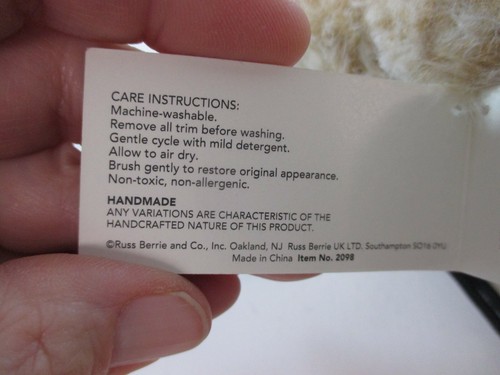 CARE INSTRUCTIONS:
Machine-washable.
Remove all trim before washing.
Gentle cycle with mild detergent.
Allow to air dry.
Brush gently to restore original appearance.
Non-toxic, non-allergenic.
HANDMADE
ANY VARIATIONS ARE CHARACTERISTIC OF THE
HANDCRAFTED NATURE OF THIS PRODUCT.
©Russ Berrie and Co., Inc. Oakland, NJ Russ Berrie UK LTD. Southampton SO16 0YU
Made in China Item No. 2098